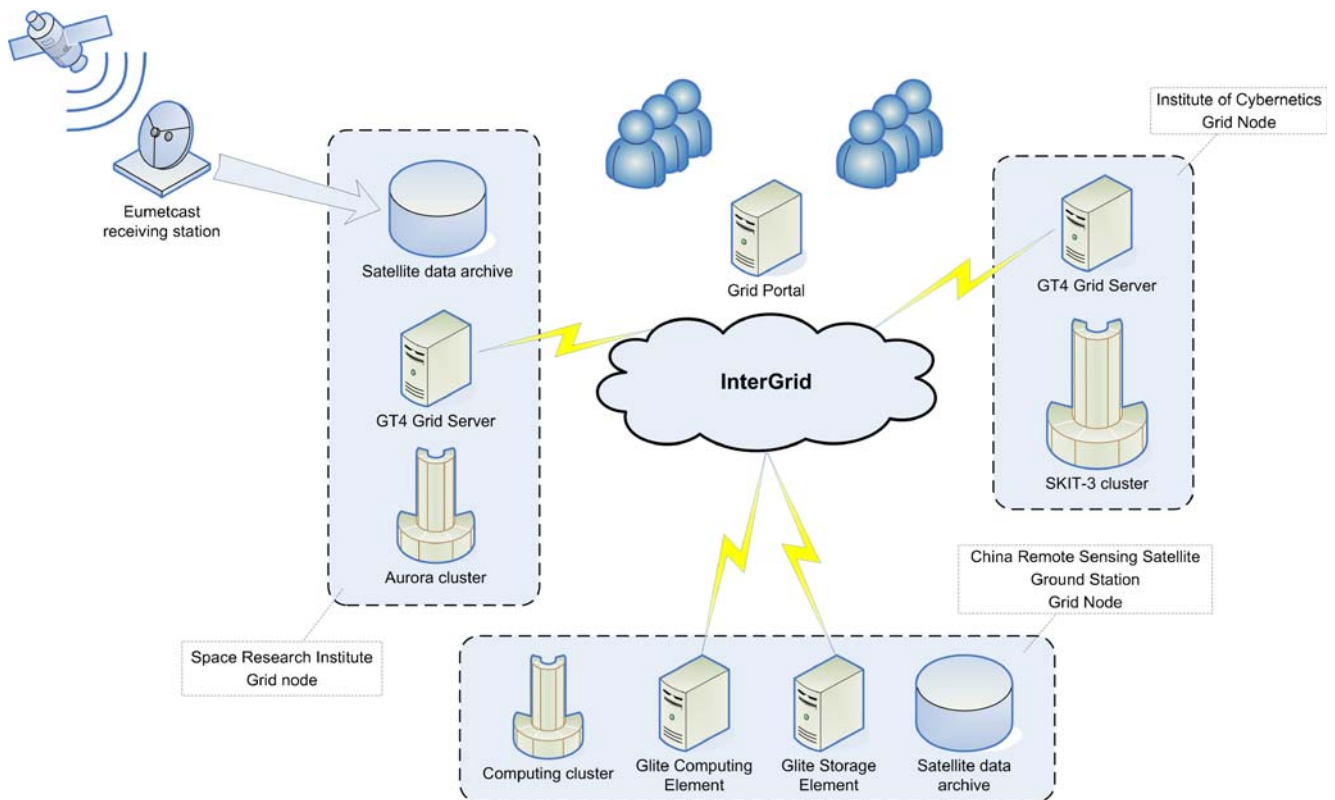 Eumetcast
receiving station
Satellite data archive
GT4 Grid Server
Aurora cluster
Space Research Institute
Grid node
Grid Portal
InterGrid
Institute of Cybernetics
Grid Node
GT4 Grid Server
SKIT-3 cluster
China Remote Sensing Satellite
Ground Station
Grid Node
Computing cluster
Glite Computing
Element
Glite Storage
Element
Satellite data
archive